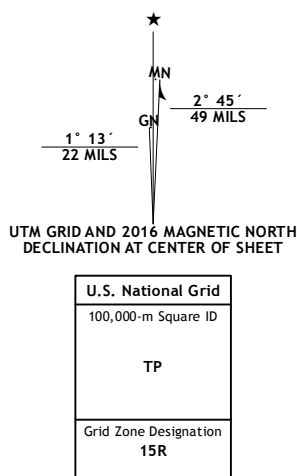 ★
MN
GN
2° 45´
49 MILS
1° 13´
22 MILS
UTM GRID AND 2016 MAGNETIC NORTH
DECLINATION AT CENTER OF SHEET
U.S. National Grid
100,000-m Square ID
TP
Grid Zone Designation
15R